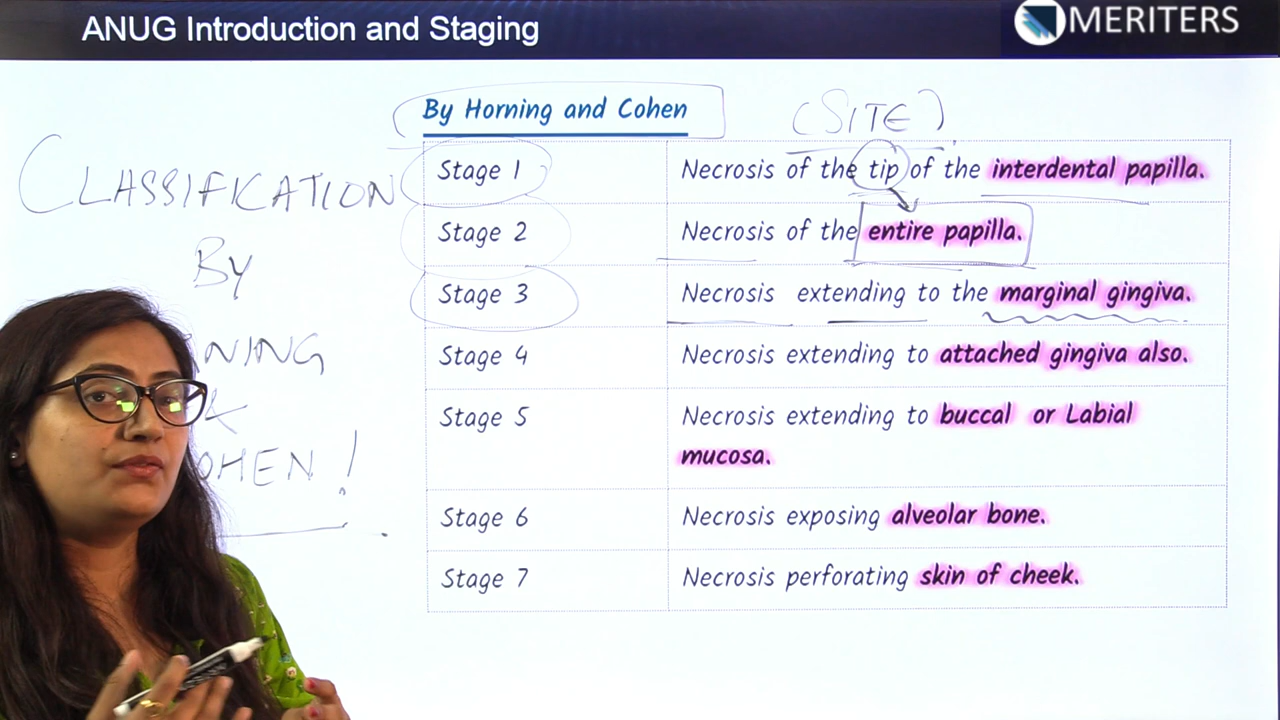 ANUG Introduction and Staging
MERITERS
By Horning and Cohen
(SITE)
CLASSIFICATION
By
NING
&
OHEN!
Stage 1 Necrosis of the tip of the interdental papilla.
Stage 2 Necrosis of the entire papilla.
Stage 3 Necrosis extending to the marginal gingiva.
Stage 4 Necrosis extending to attached gingiva also.
Stage 5 Necrosis extending to buccal or Labial
mucosa.
Stage 6 Necrosis exposing alveolar bone.
Stage 7 Necrosis perforating skin of cheek.